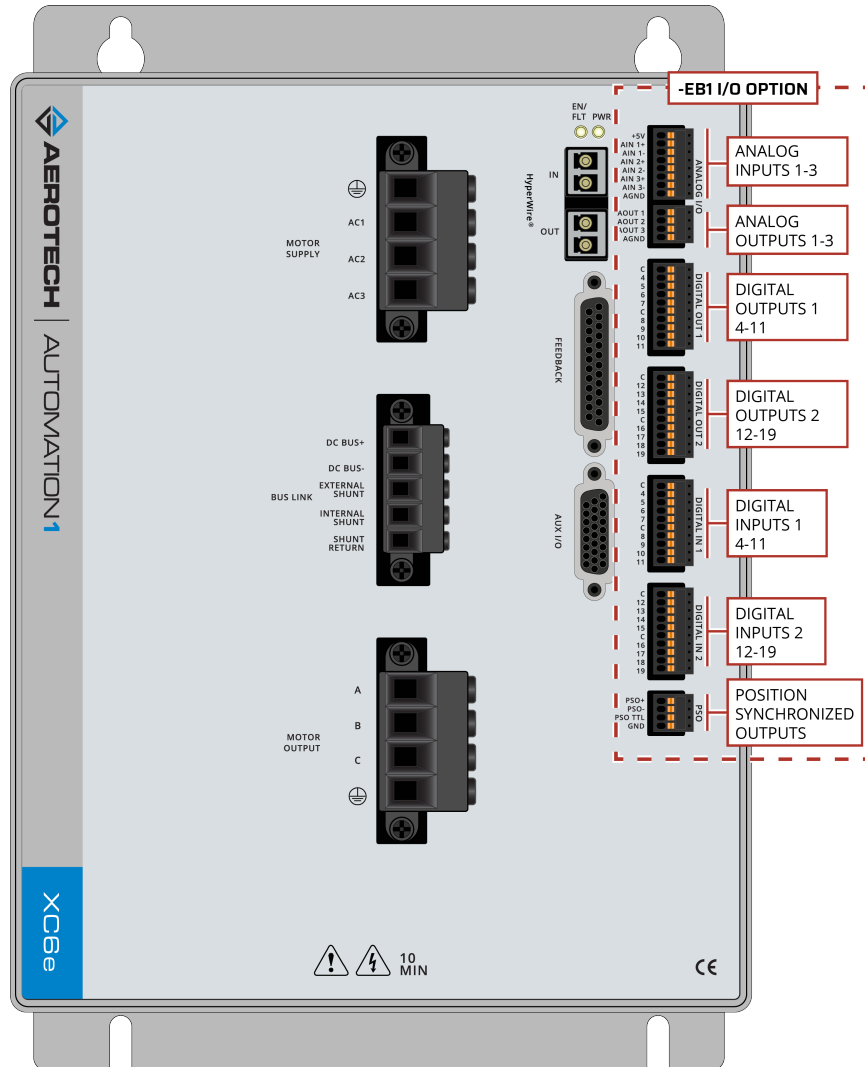 -EB1 I/O OPTION
AEROTECH
AUTOMATION1
XC6e
MOTOR
SUPPLY
AC1
AC2
AC3
BUS LINK
DC BUS+
DC BUS-
EXTERNAL
SHUNT
INTERNAL
SHUNT
SHUNT
RETURN
MOTOR
OUTPUT
A
B
C
10
MIN
CE
EN/
FLT PWR
HyperWire®
IN
OUT
FEEDBACK
AUX I/O
+5V
AIN 1+
AIN 1-
AIN 2+
AIN 2-
AIN 3+
AIN 3-
AGND
AOUT 1
AOUT 2
AOUT 3
AGND
ANALOG I/O
ANALOG
INPUTS 1-3
ANALOG
OUTPUTS 1-3
C
4
5
6
7
C
8
9
10
11
DIGITAL OUT 1
DIGITAL
OUTPUTS 1
4-11
C
12
13
14
15
C
16
17
18
19
DIGITAL OUT 2
DIGITAL
OUTPUTS 2
12-19
C
4
5
6
7
C
8
9
10
11
DIGITAL IN 1
DIGITAL
INPUTS 1
4-11
C
12
13
14
15
C
16
17
18
19
DIGITAL IN 2
DIGITAL
INPUTS 2
12-19
PSO+
PSO-
PSO TTL
GND
PSO
POSITION
SYNCHRONIZED
OUTPUTS